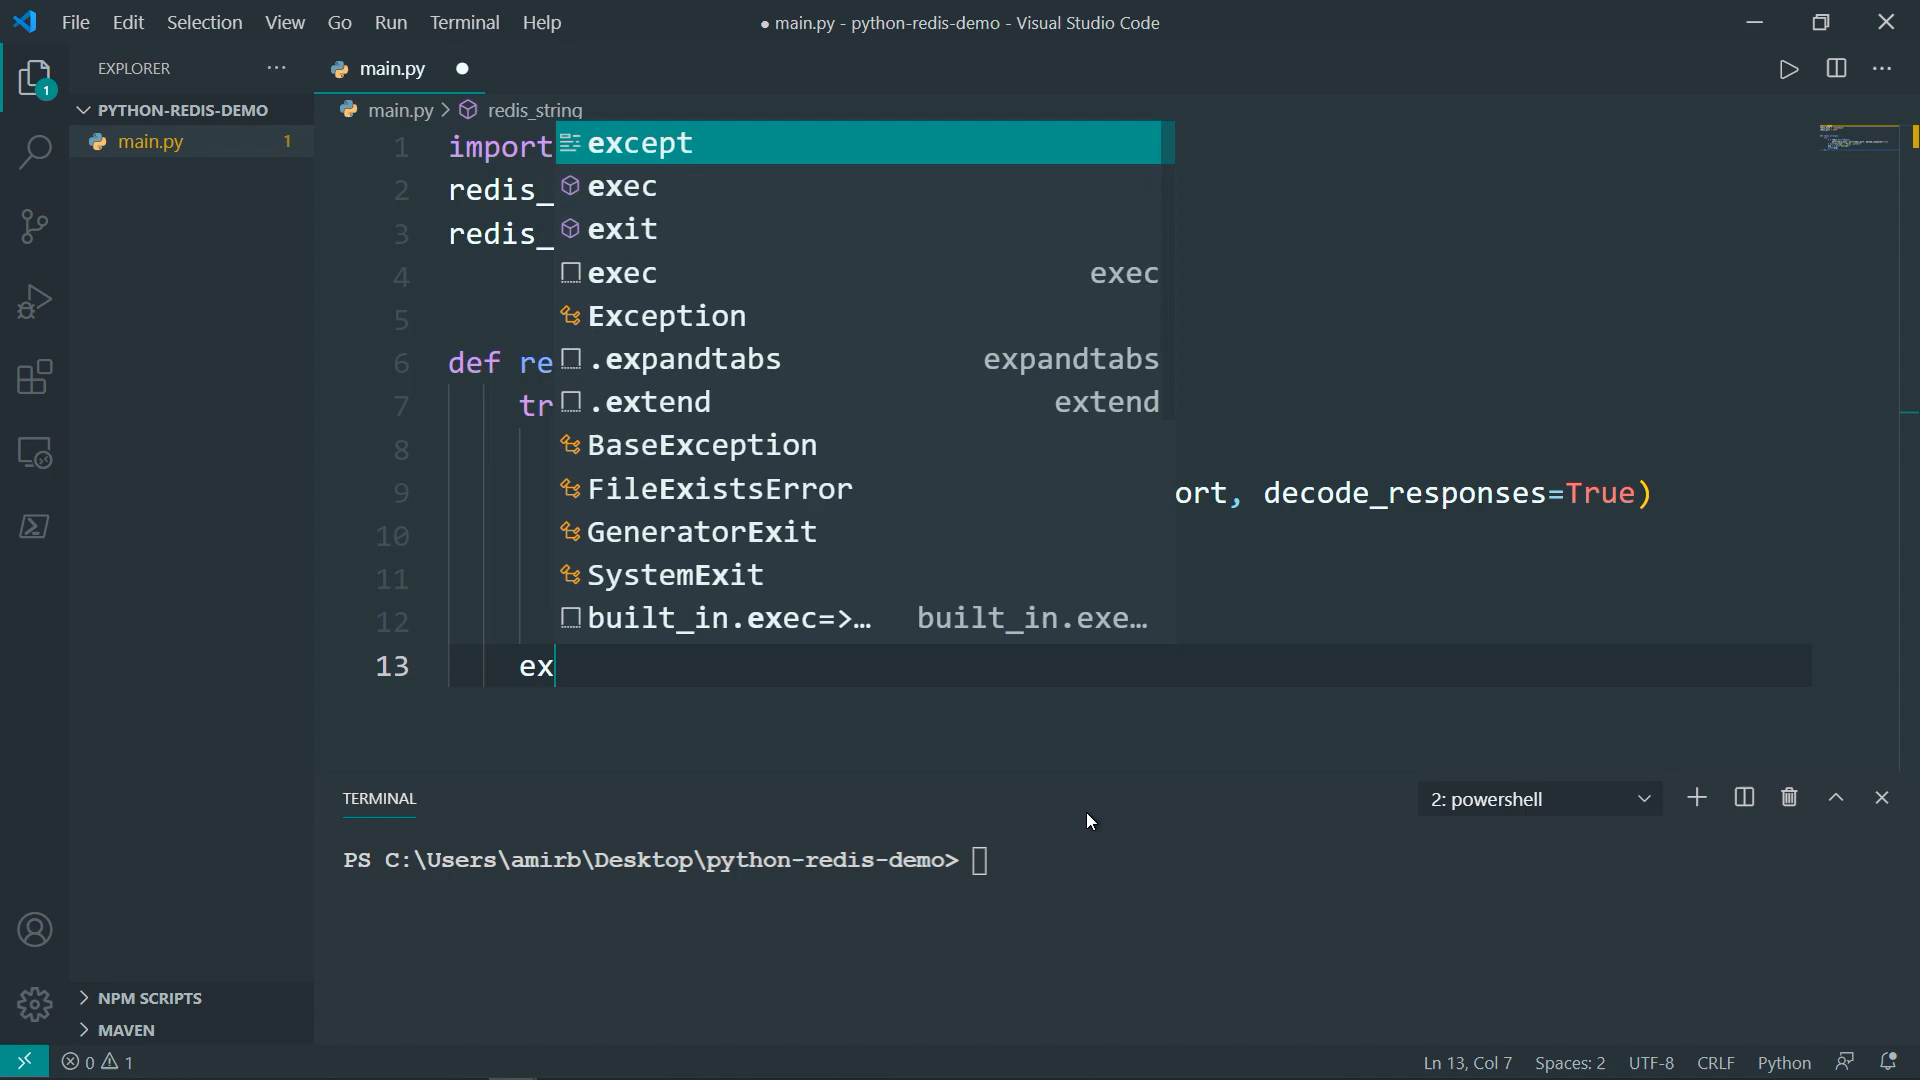 File Edit Selection View Go Run Terminal Help
● main.py - python-redis-demo - Visual Studio Code
EXPLORER ···
main.py ●
1
PYTHON-REDIS-DEMO
main.py > redis_string
main.py 1
1 import
2 redis_
3 redis_
4
5
6 def re
7 tr
8
9 ort, decode_responses=True)
10
11
12
13 ex
except
exec
exit
exec exec
Exception
.expandtabs expandtabs
.extend extend
BaseException
FileExistsError
GeneratorExit
SystemExit
built_in.exec=>… built_in.exe…
TERMINAL
2: powershell
PS C:\Users\amirb\Desktop\python-redis-demo>
NPM SCRIPTS
MAVEN
0 1
Ln 13, Col 7 Spaces: 2 UTF-8 CRLF Python